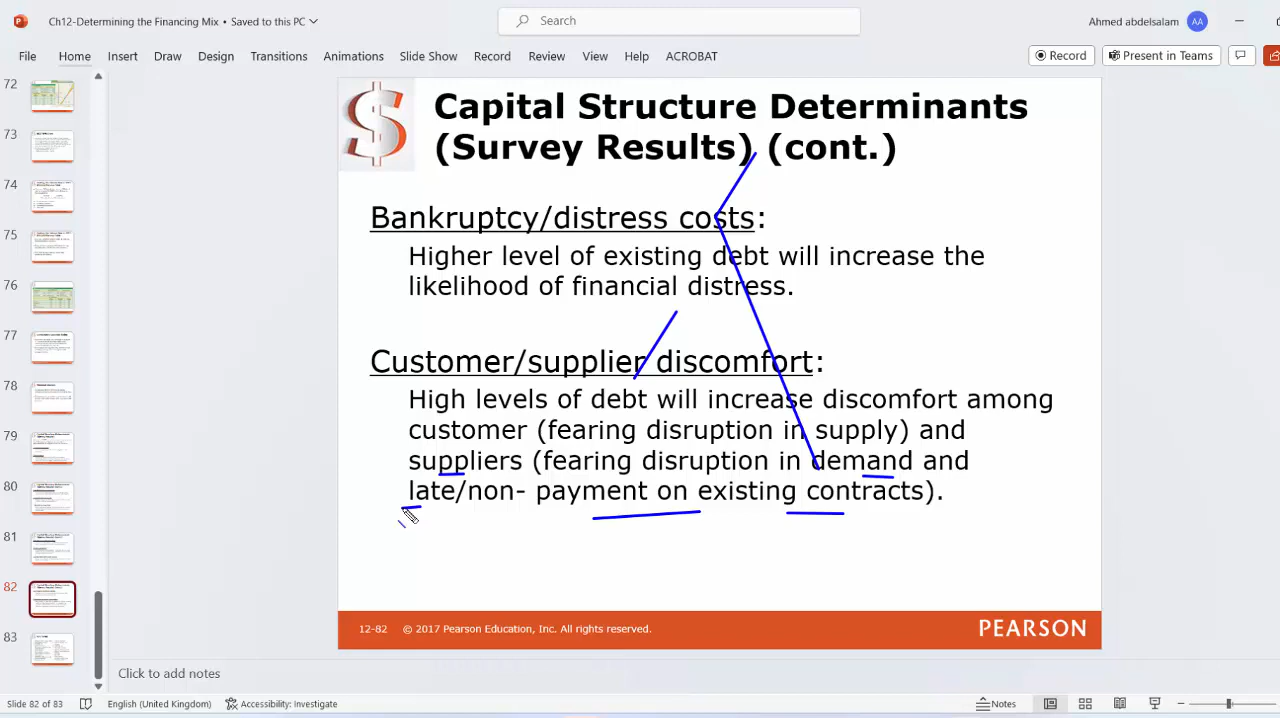 Ch12-Determining the Financing Mix • Saved to this PC
Search
Ahmed abdelsalam AA
File Home Insert Draw Design Transitions Animations Slide Show Record Review View Help ACROBAT
Record Present in Teams
72
73
74
75
76
77
78
79
80
81
82
83
Capital Structure Determinants
(Survey Results) (cont.)
Bankruptcy/distress costs:
Higher level of existing debt will increase the
likelihood of financial distress.
Customer/supplier discomfort:
High levels of debt will increase discomfort among
customer (fearing disruption in supply) and
suppliers (fearing disruption in demand and
late/non- payment on existing contracts).
12-82 © 2017 Pearson Education, Inc. All rights reserved.
PEARSON
Click to add notes
Slide 82 of 83 English (United Kingdom) Accessibility: Investigate Notes